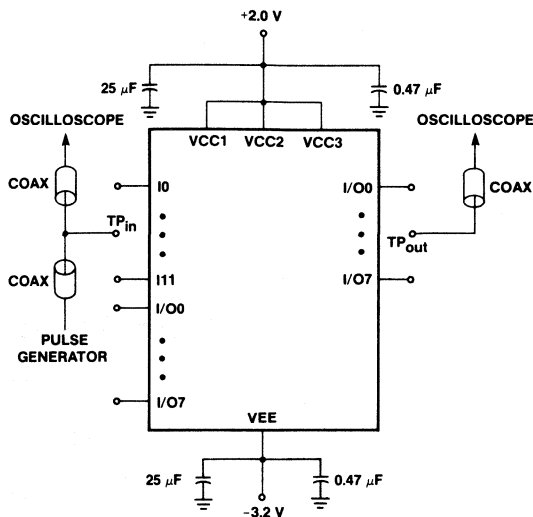 +2.0 V
25 μF
0.47 μF
OSCILLOSCOPE
OSCILLOSCOPE
VCC1 VCC2 VCC3
COAX
I0
I/O0
COAX
TPin
TPout
COAX
I11
I/O7
I/O0
PULSE
GENERATOR
I/O7
VEE
25 μF
0.47 μF
−3.2 V